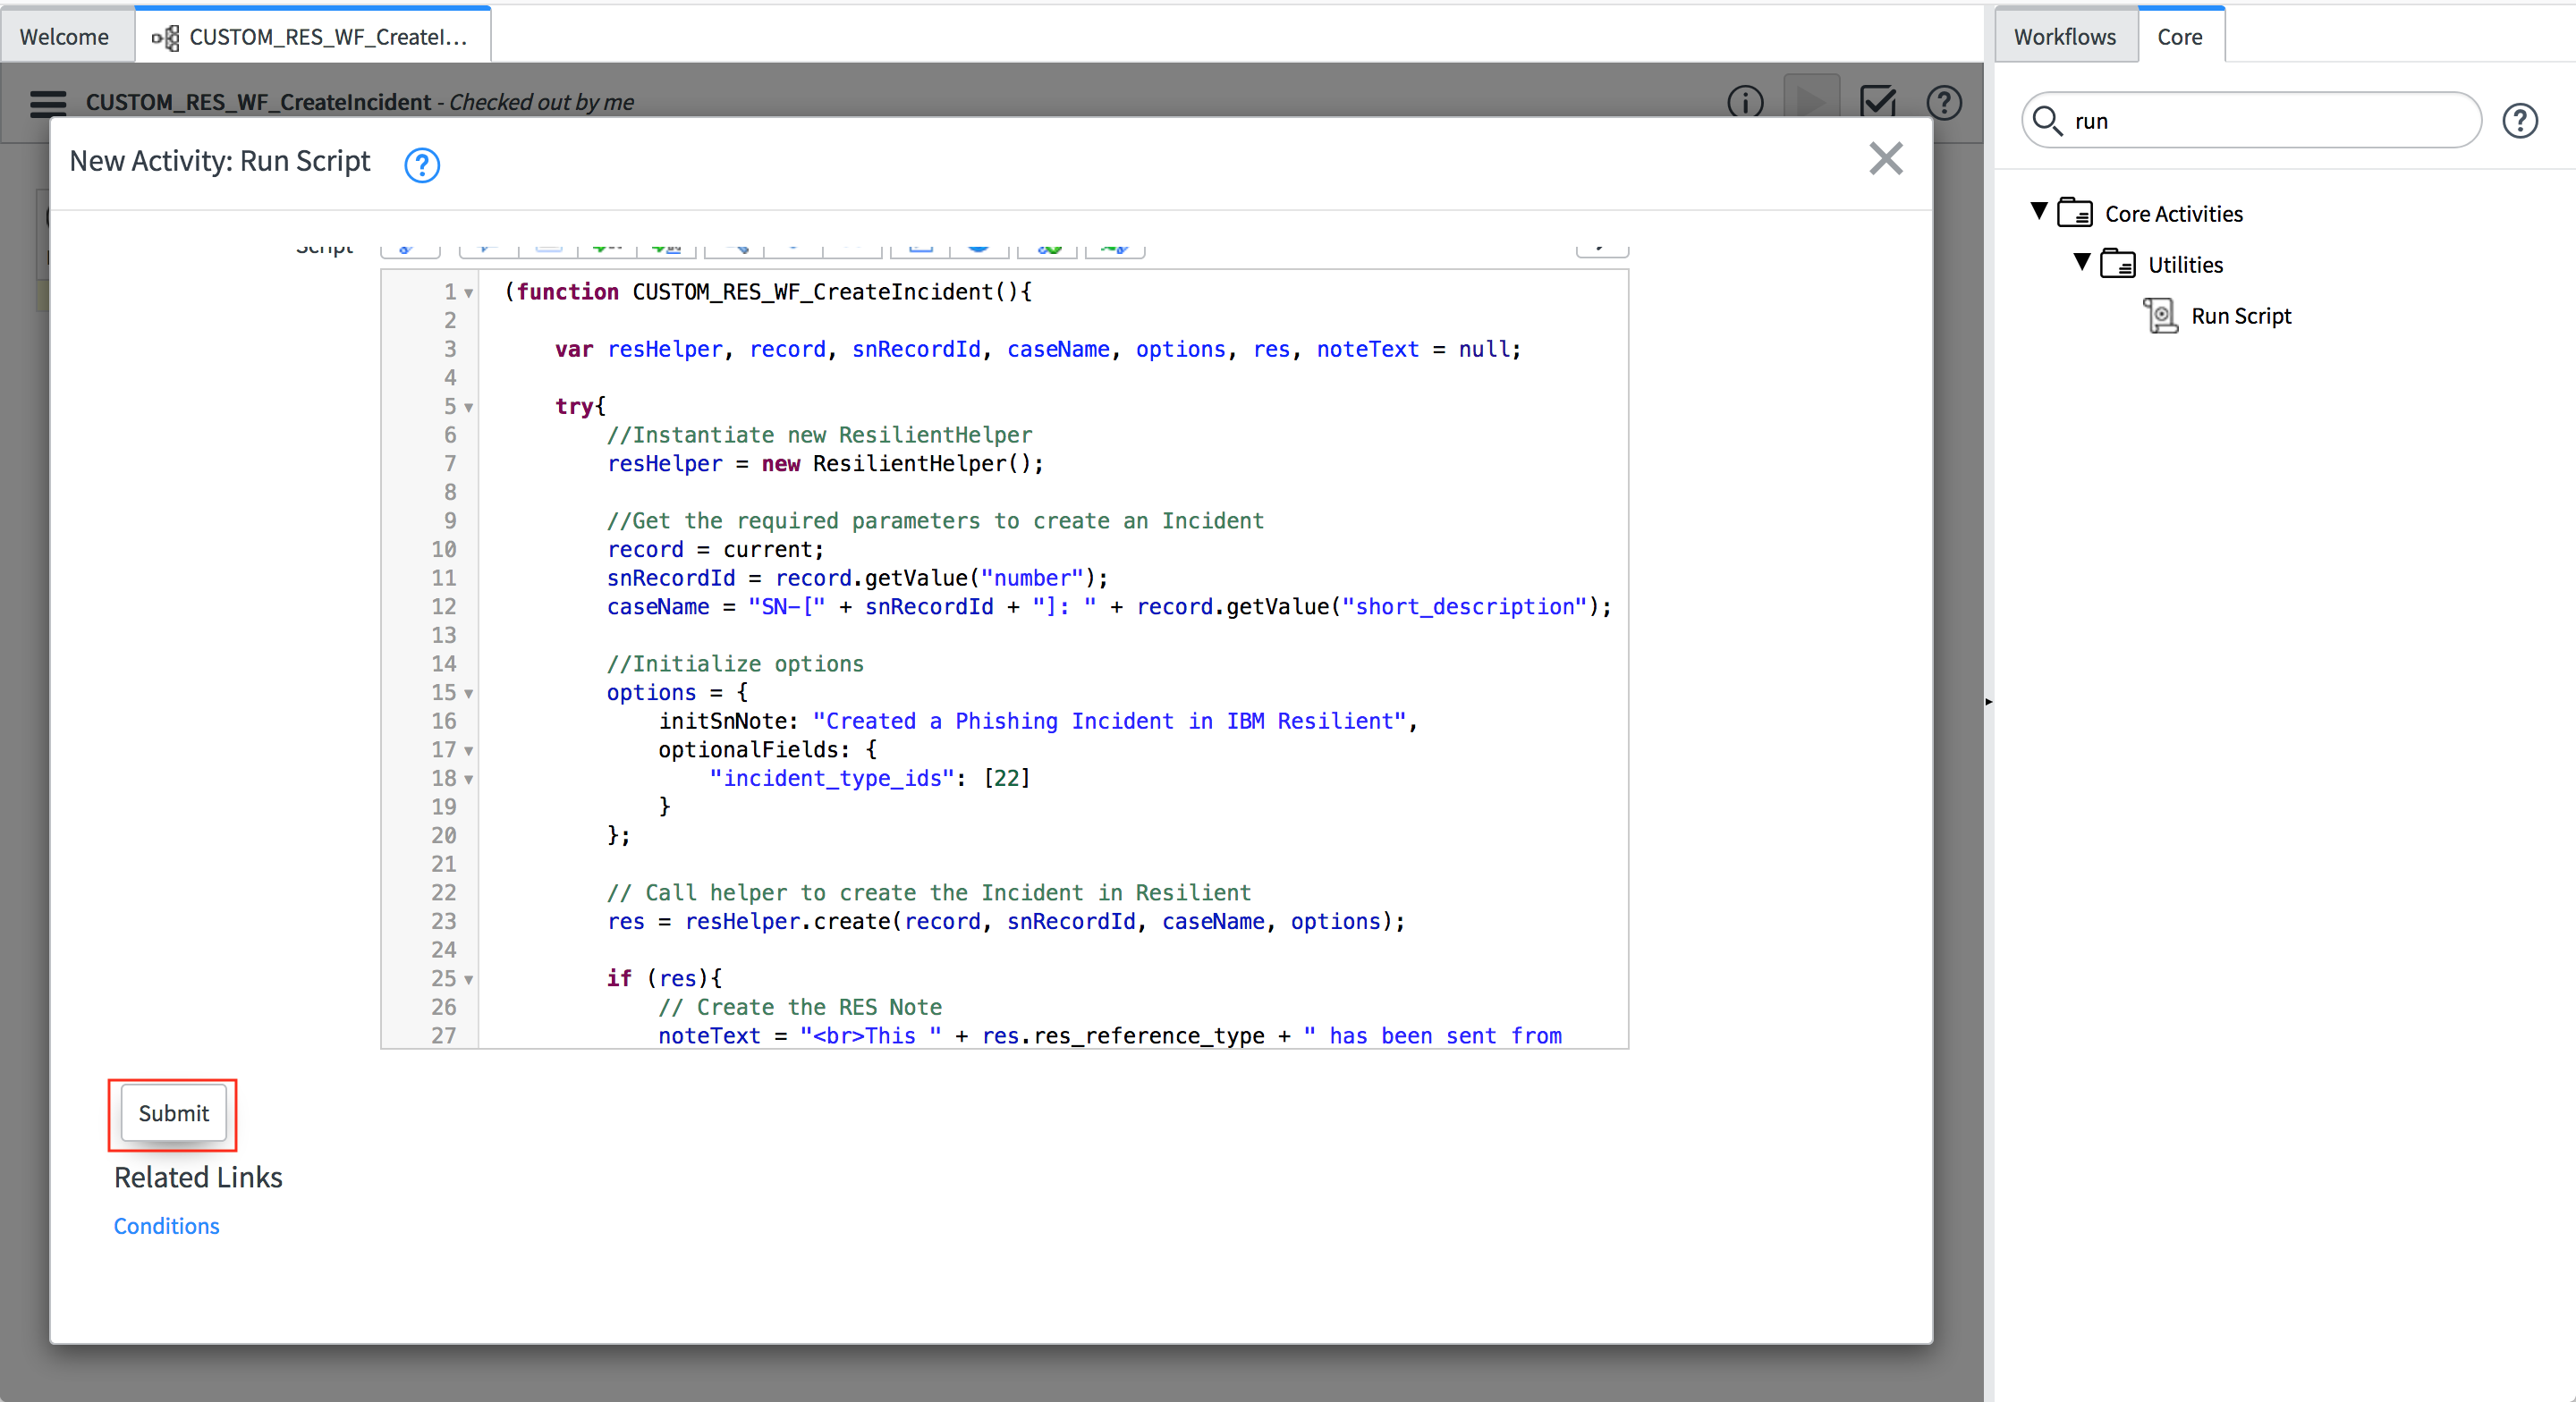 Welcome
CUSTOM_RES_WF_CreateI...
Workflows
Core
CUSTOM_RES_WF_CreateIncident - Checked out by me
run
New Activity: Run Script
Core Activities
Utilities
Run Script
Script
1 (function CUSTOM_RES_WF_CreateIncident(){
2
3 var resHelper, record, snRecordId, caseName, options, res, noteText = null;
4
5 try{
6 //Instantiate new ResilientHelper
7 resHelper = new ResilientHelper();
8
9 //Get the required parameters to create an Incident
10 record = current;
11 snRecordId = record.getValue("number");
12 caseName = "SN-[" + snRecordId + "]: " + record.getValue("short_description");
13
14 //Initialize options
15 options = {
16 initSnNote: "Created a Phishing Incident in IBM Resilient",
17 optionalFields: {
18 "incident_type_ids": [22]
19 }
20 };
21
22 // Call helper to create the Incident in Resilient
23 res = resHelper.create(record, snRecordId, caseName, options);
24
25 if (res){
26 // Create the RES Note
27 noteText = "<br>This " + res.res_reference_type + " has been sent from
Submit
Related Links
Conditions